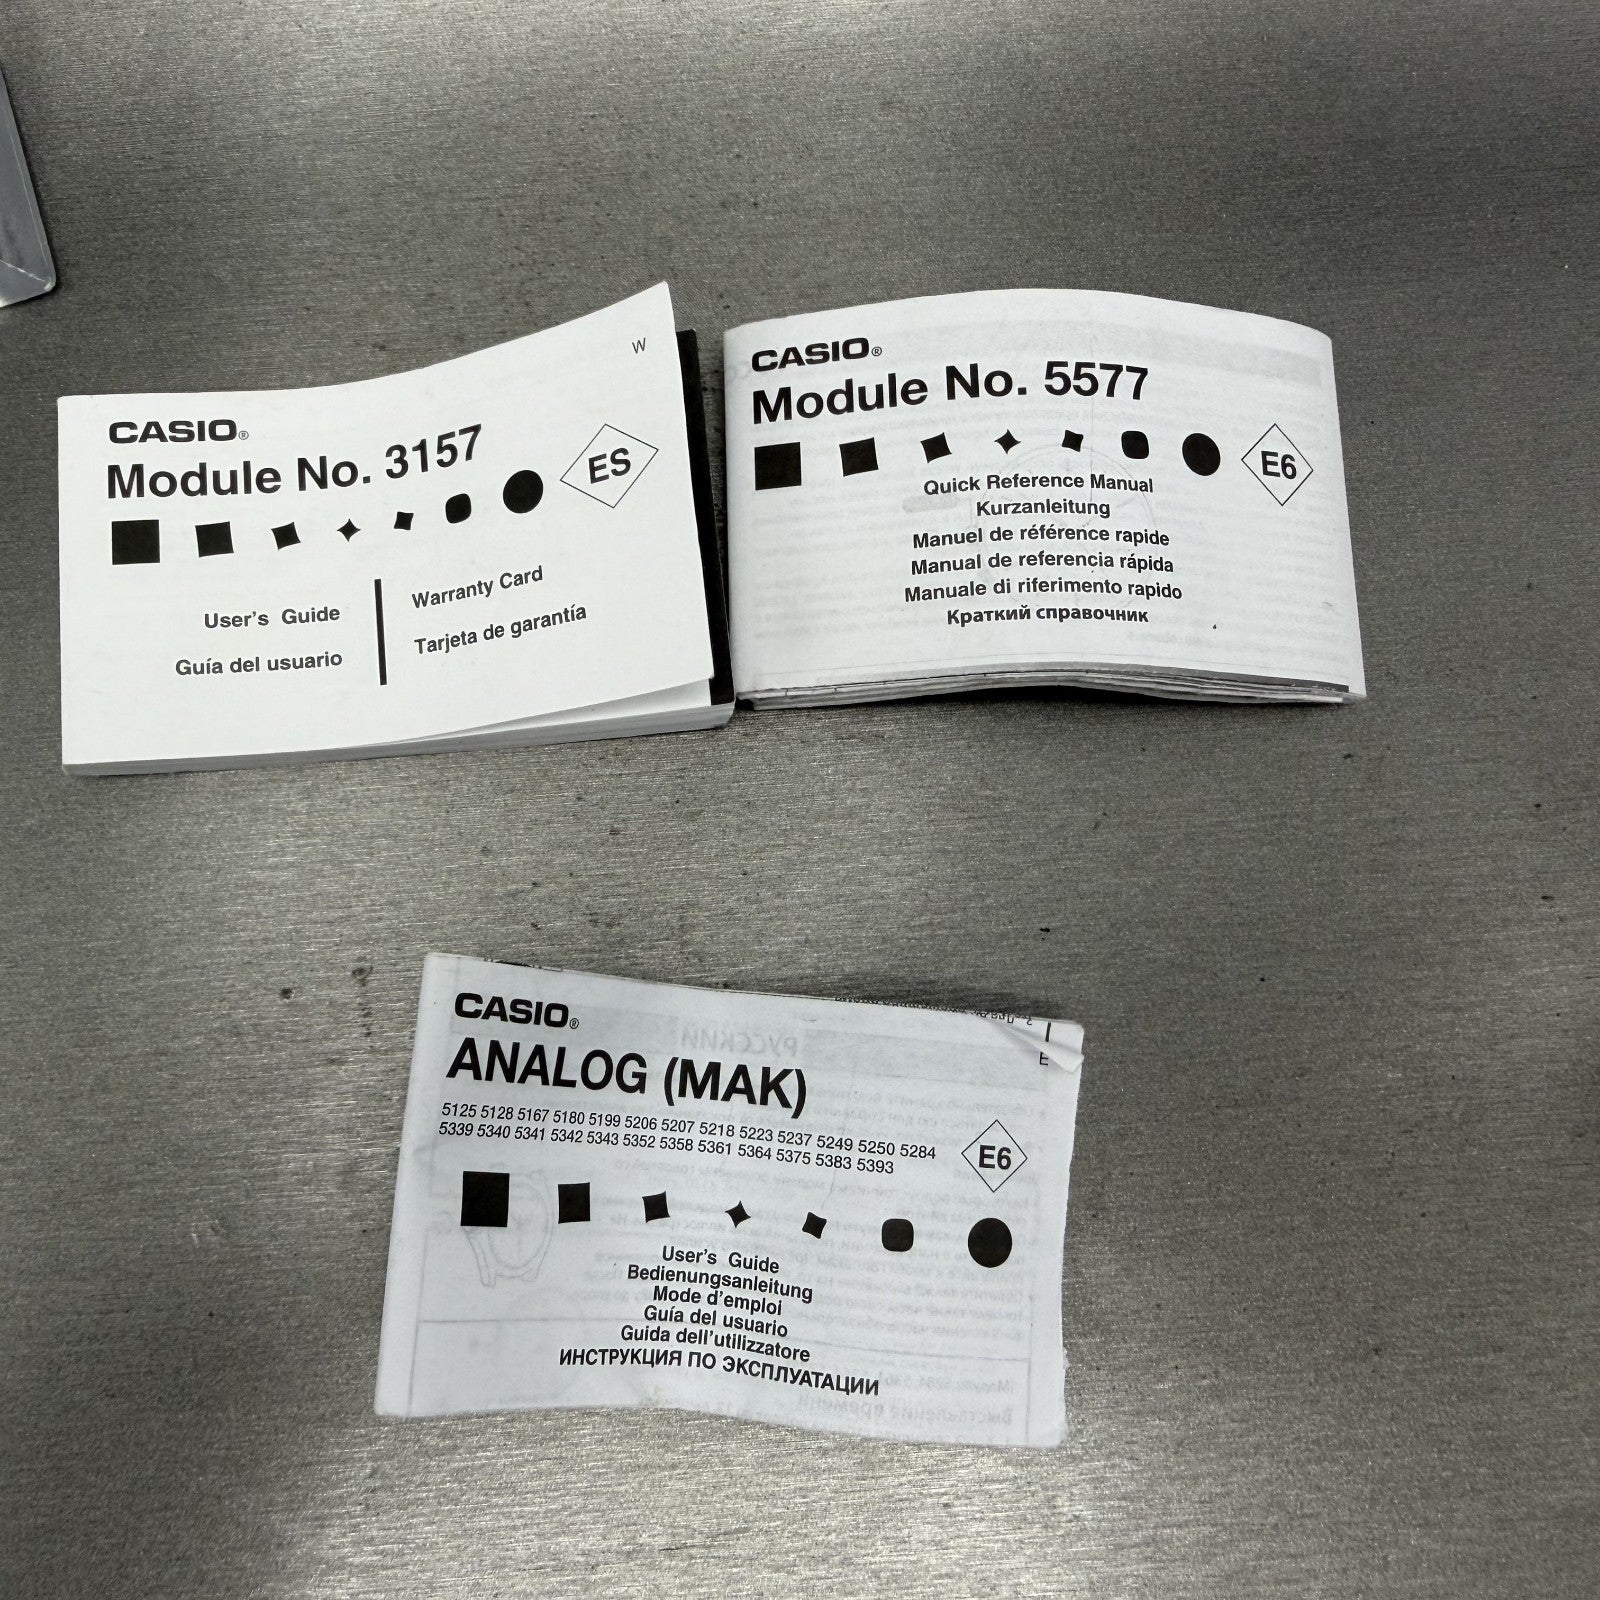 W
CASIO®
Module No. 3157
ES
User's Guide
Guía del usuario
Warranty Card
Tarjeta de garantía
CASIO®
Module No. 5577
E6
Quick Reference Manual
Kurzanleitung
Manuel de référence rapide
Manual de referencia rápida
Manuale di riferimento rapido
Краткий справочник
CASIO®
ANALOG (MAK)
5125 5128 5167 5180 5199 5206 5207 5218 5223 5237 5249 5250 5284
5339 5340 5341 5342 5343 5352 5358 5361 5364 5375 5383 5393
E
E6
User's Guide
Bedienungsanleitung
Mode d'emploi
Guía del usuario
Guida dell'utilizzatore
ИНСТРУКЦИЯ ПО ЭКСПЛУАТАЦИИ
РУССКИЙ